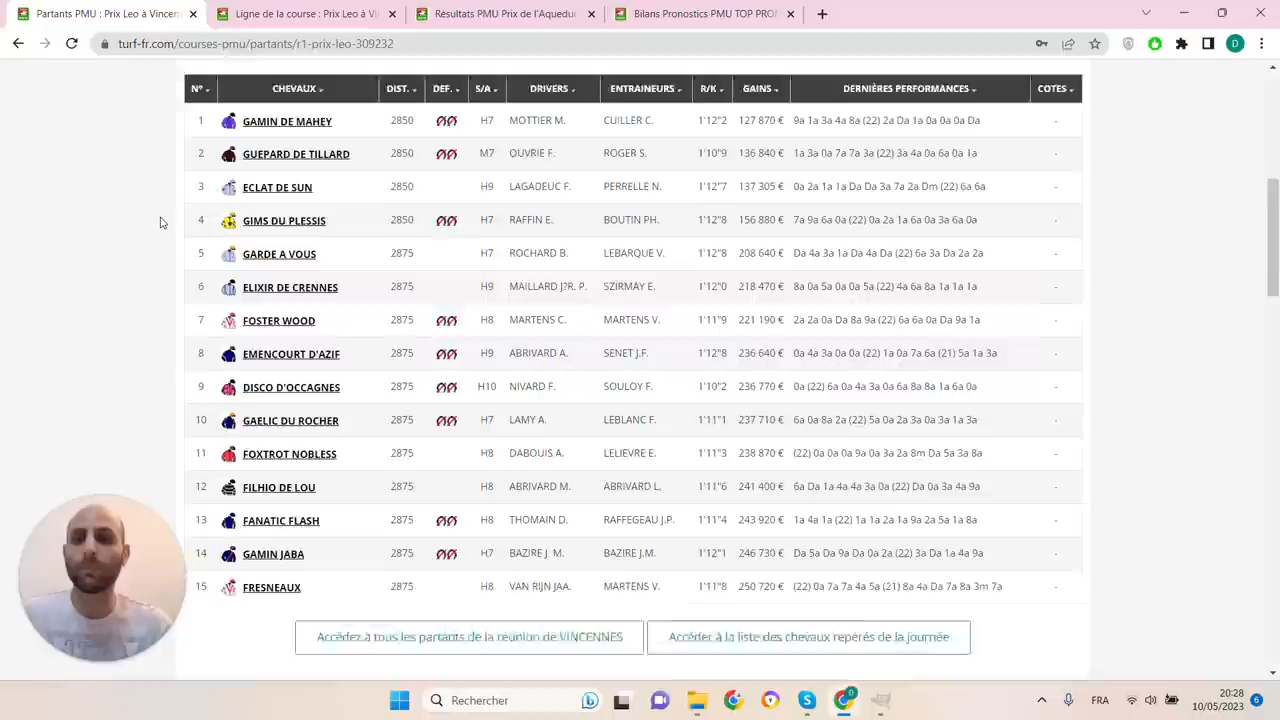 Partants PMU : Prix Leo à Vincen
Ligne de la course : Prix Leo à Vi
Résultats PMU Prix de l'Aqueduc
Bilans Pronostics PMU TOP PRO
turf-fr.com/courses-pmu/partants/r1-prix-leo-309232
D
N° CHEVAUX DIST. DEF. S/A DRIVERS ENTRAINEURS R/K GAINS DERNIÈRES PERFORMANCES COTES
1 GAMIN DE MAHEY 2850 H7 MOTTIER M. CUILLER C. 1'12"2 127 870 € 9a 1a 3a 4a 8a (22) 2a Da 1a 0a 0a 0a Da -
2 GUEPARD DE TILLARD 2850 M7 OUVRIE F. ROGER S. 1'10"9 136 840 € 1a 3a 0a 7a 7a 3a (22) 3a 4a 0a 6a 0a 1a -
3 ECLAT DE SUN 2850 H9 LAGADEUC F. PERRELLE N. 1'12"7 137 305 € 0a 2a 1a 1a Da Da 3a 7a 2a Dm (22) 6a 6a -
4 GIMS DU PLESSIS 2850 H7 RAFFIN E. BOUTIN PH. 1'12"8 156 880 € 7a 9a 6a 0a (22) 0a 2a 1a 6a 0a 3a 6a 0a -
5 GARDE A VOUS 2875 H7 ROCHARD B. LEBARQUE V. 1'12"8 208 640 € Da 4a 3a 1a Da 4a Da (22) 6a 3a Da 2a 2a -
6 ELIXIR DE CRENNES 2875 H9 MAILLARD J?R. P. SZIRMAY E. 1'12"0 218 470 € 8a 0a 5a 0a 0a 5a (22) 4a 6a 8a 1a 1a 1a -
7 FOSTER WOOD 2875 H8 MARTENS C. MARTENS V. 1'11"9 221 190 € 2a 2a 0a Da 8a 9a (22) 6a 6a 0a Da 9a 1a -
8 EMENCOURT D'AZIF 2875 H9 ABRIVARD A. SENET J.F. 1'12"8 236 640 € 0a 4a 3a 0a 0a (22) 1a 0a 7a 6a (21) 5a 1a 3a -
9 DISCO D'OCCAGNES 2875 H10 NIVARD F. SOULOY F. 1'10"2 236 770 € 0a (22) 6a 0a 4a 3a 0a 6a 8a 8a 1a 6a 0a -
10 GAELIC DU ROCHER 2875 H7 LAMY A. LEBLANC F. 1'11"1 237 710 € 6a 0a 8a 2a (22) 5a 0a 2a 3a 0a 3a 1a 3a -
11 FOXTROT NOBLESS 2875 H8 DABOUIS A. LELIEVRE E. 1'11"3 238 870 € (22) 0a 0a 0a 9a 0a 3a 2a 8m Da 5a 3a 8a -
12 FILHIO DE LOU 2875 H8 ABRIVARD M. ABRIVARD L. 1'11"6 241 400 € 6a Da 1a 4a 4a 3a 0a (22) Da 0a 3a 4a 9a -
13 FANATIC FLASH 2875 H8 THOMAIN D. RAFFEGEAU J.P. 1'11"4 243 920 € 1a 4a 1a (22) 1a 1a 2a 1a 9a 2a 5a 1a 8a -
14 GAMIN JABA 2875 H7 BAZIRE J. M. BAZIRE J.M. 1'12"1 246 730 € Da 5a Da 9a Da 0a 2a (22) 3a Da 1a 4a 9a -
15 FRESNEAUX 2875 H8 VAN RIJN JAA. MARTENS V. 1'11"8 250 720 € (22) 0a 7a 7a 4a 5a (21) 8a 4a Da 7a 8a 3m 7a -
Accédez à tous les partants de la réunion de VINCENNES
Accéder à la liste des chevaux repérés de la journée
Rechercher
FRA
20:28
10/05/2023
6